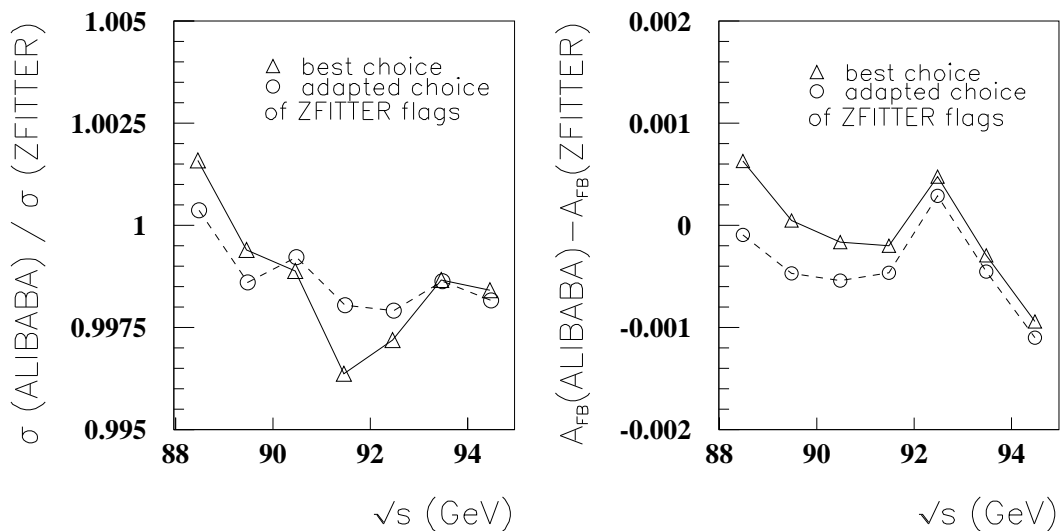 σ (ALIBABA) / σ (ZFITTER)
1.005
1.0025
1
0.9975
0.995
△ best choice
○ adapted choice
of ZFITTER flags
88
90
92
94
√s (GeV)
A_FB(ALIBABA)−A_FB(ZFITTER)
0.002
0.001
0
-0.001
-0.002
△ best choice
○ adapted choice
of ZFITTER flags
88
90
92
94
√s (GeV)